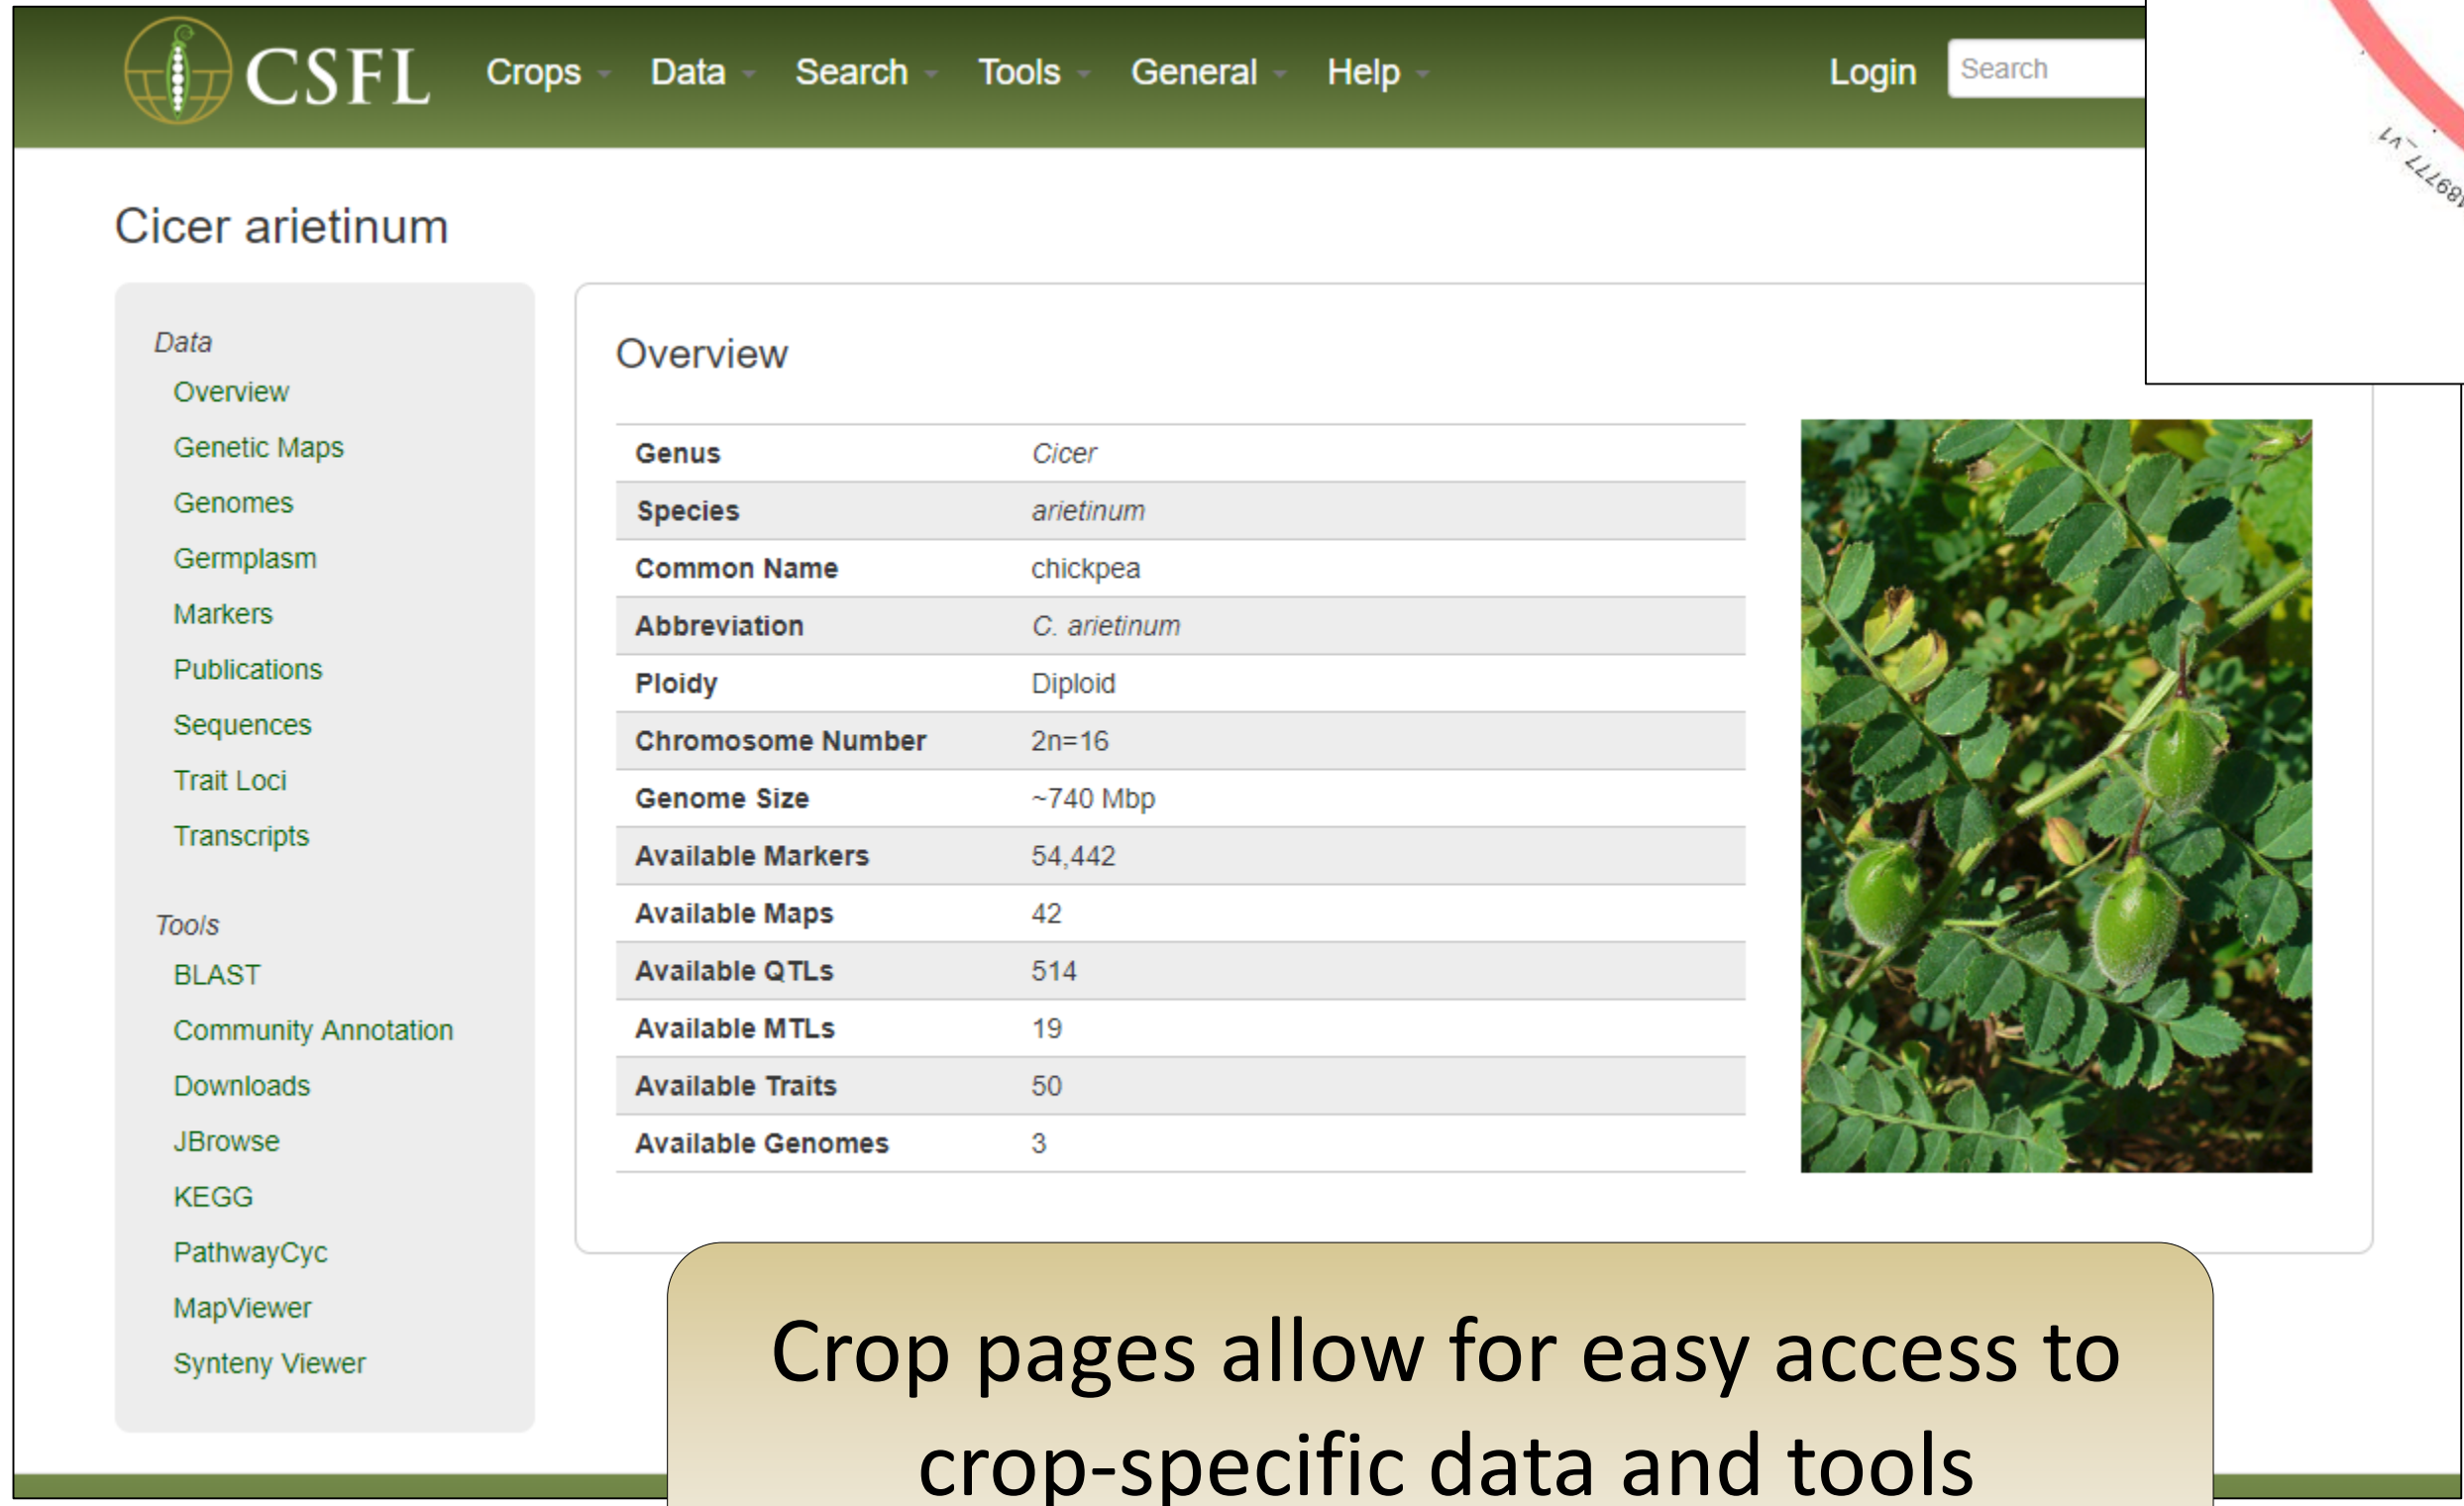 CSFL Crops Data Search Tools General Help Login Search
Cicer arietinum
Data
Overview
Genetic Maps
Genomes
Germplasm
Markers
Publications
Sequences
Trait Loci
Transcripts
Tools
BLAST
Community Annotation
Downloads
JBrowse
KEGG
PathwayCyc
MapViewer
Synteny Viewer
Overview
Genus Cicer
Species arietinum
Common Name chickpea
Abbreviation C. arietinum
Ploidy Diploid
Chromosome Number 2n=16
Genome Size ~740 Mbp
Available Markers 54,442
Available Maps 42
Available QTLs 514
Available MTLs 19
Available Traits 50
Available Genomes 3
Crop pages allow for easy access to
crop-specific data and tools